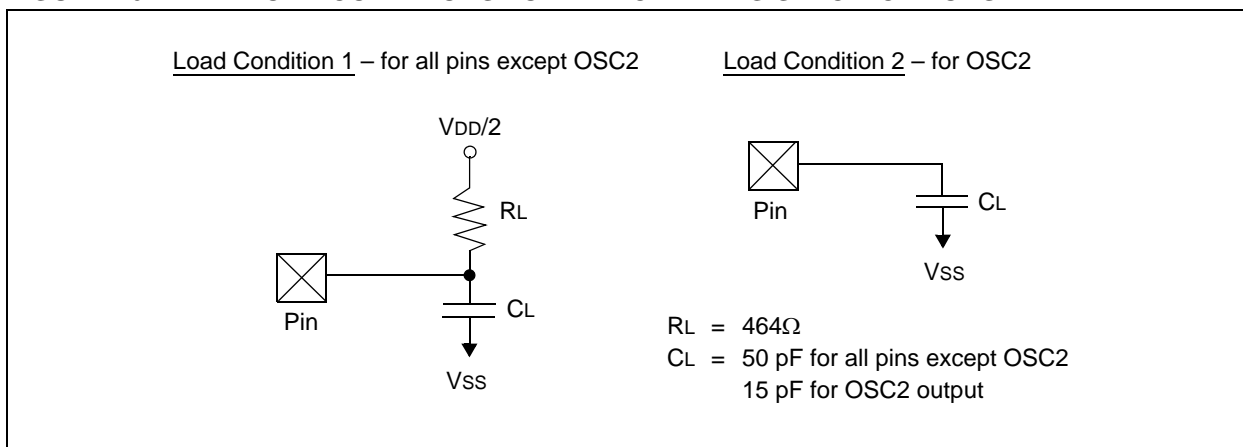 Load Condition 1 – for all pins except OSC2
Load Condition 2 – for OSC2
VDD/2
RL
Pin
CL
VSS
Pin
CL
VSS
RL = 464Ω
CL = 50 pF for all pins except OSC2
15 pF for OSC2 output